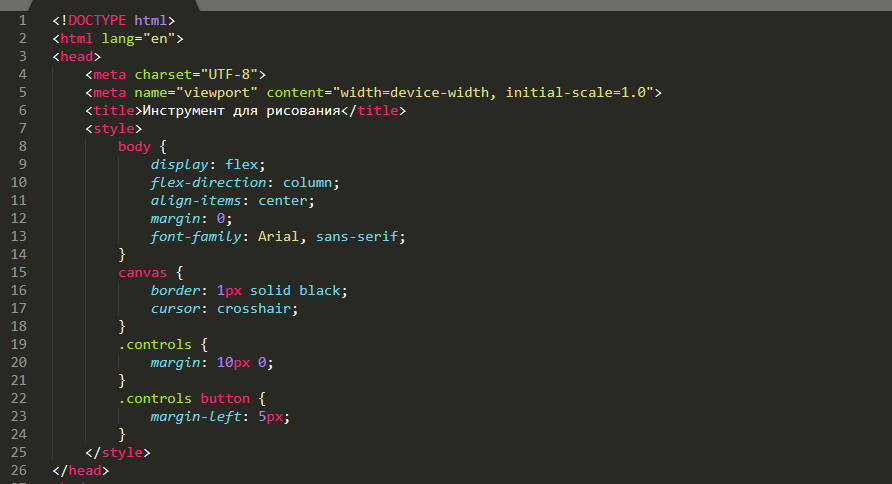 1 <!DOCTYPE html>
2 <html lang="en">
3 <head>
4     <meta charset="UTF-8">
5     <meta name="viewport" content="width=device-width, initial-scale=1.0">
6     <title>Инструмент для рисования</title>
7     <style>
8         body {
9             display: flex;
10             flex-direction: column;
11             align-items: center;
12             margin: 0;
13             font-family: Arial, sans-serif;
14         }
15         canvas {
16             border: 1px solid black;
17             cursor: crosshair;
18         }
19         .controls {
20             margin: 10px 0;
21         }
22         .controls button {
23             margin-left: 5px;
24         }
25     </style>
26 </head>